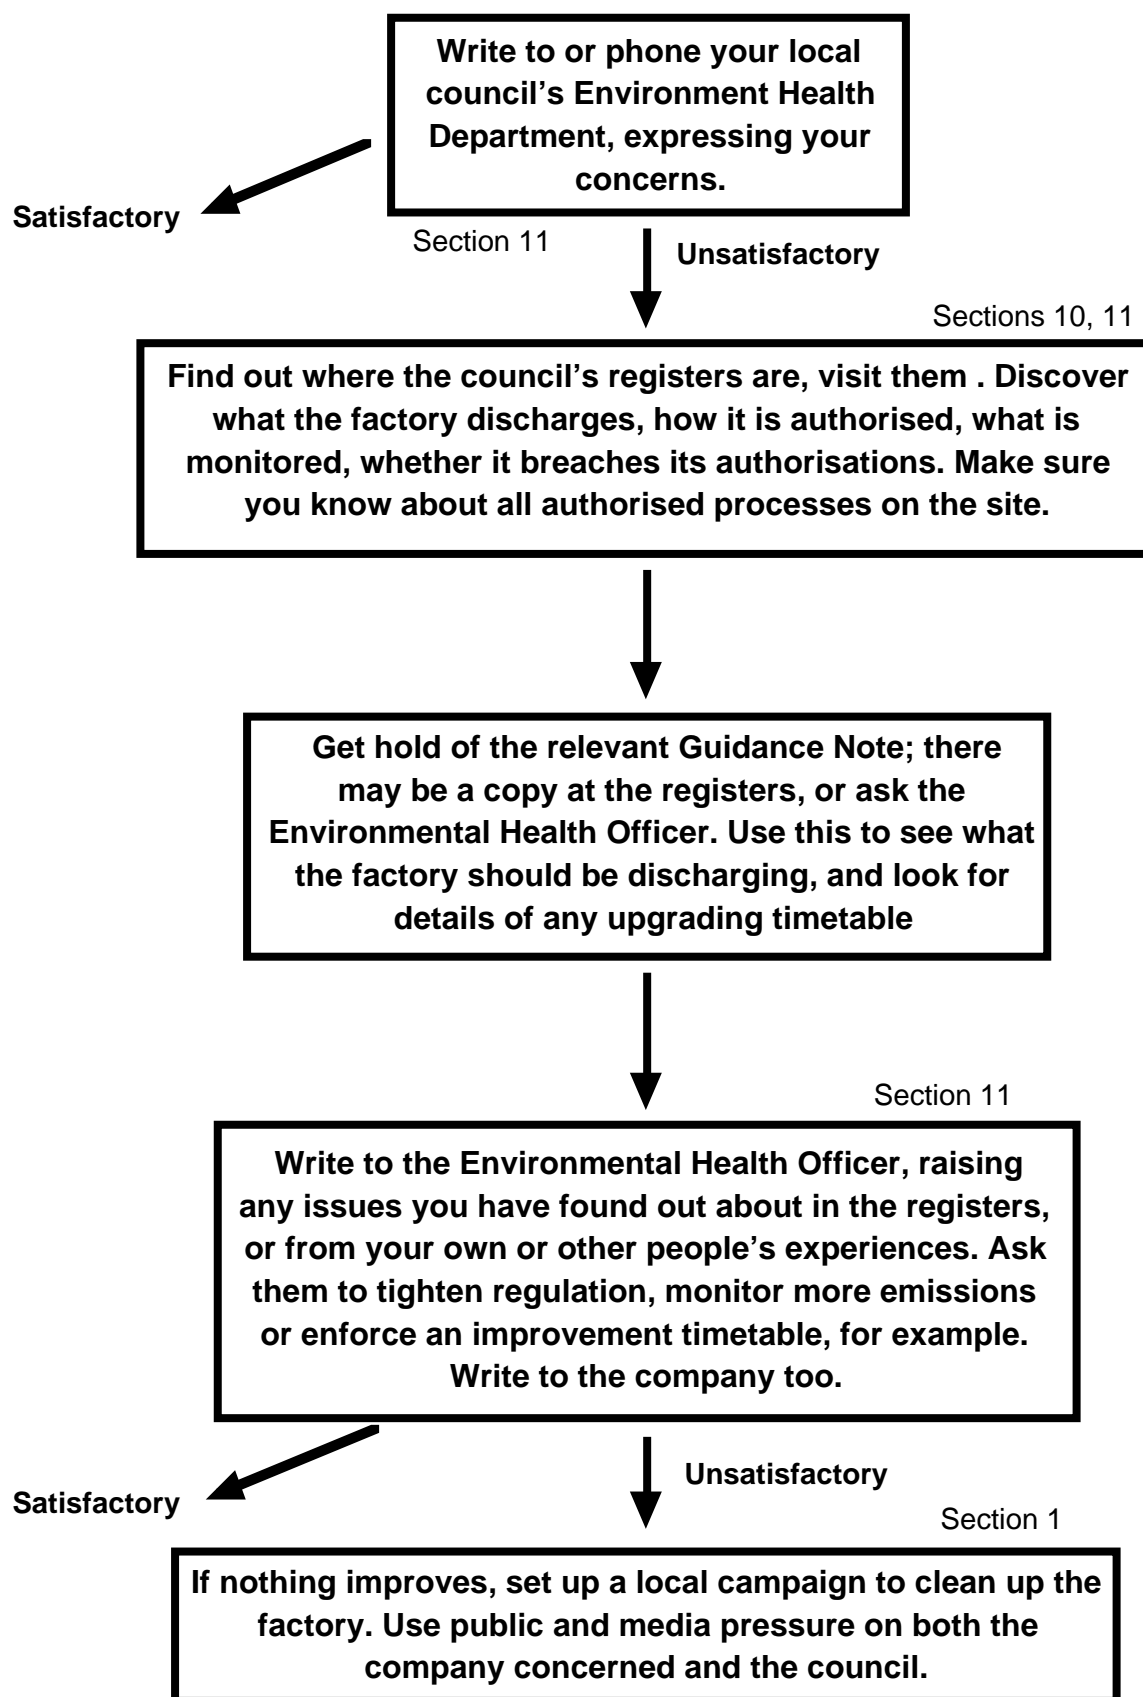 Write to or phone your local
council’s Environment Health
Department, expressing your
concerns.
Satisfactory
Section 11
Unsatisfactory
Sections 10, 11
Find out where the council’s registers are, visit them . Discover
what the factory discharges, how it is authorised, what is
monitored, whether it breaches its authorisations. Make sure
you know about all authorised processes on the site.
Get hold of the relevant Guidance Note; there
may be a copy at the registers, or ask the
Environmental Health Officer. Use this to see what
the factory should be discharging, and look for
details of any upgrading timetable
Section 11
Write to the Environmental Health Officer, raising
any issues you have found out about in the registers,
or from your own or other people’s experiences. Ask
them to tighten regulation, monitor more emissions
or enforce an improvement timetable, for example.
Write to the company too.
Satisfactory
Unsatisfactory
Section 1
If nothing improves, set up a local campaign to clean up the
factory. Use public and media pressure on both the
company concerned and the council.